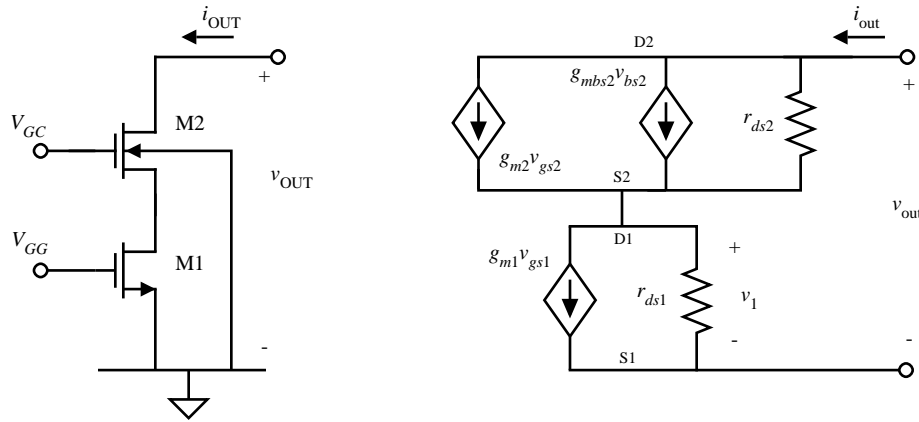 i_OUT
+
V_GC
M2
v_OUT
V_GG
M1
-
i_out
D2
g_mbs2 v_bs2
+
r_ds2
g_m2 v_gs2
S2
v_out
D1
g_m1 v_gs1
+
r_ds1
v_1
-
-
S1